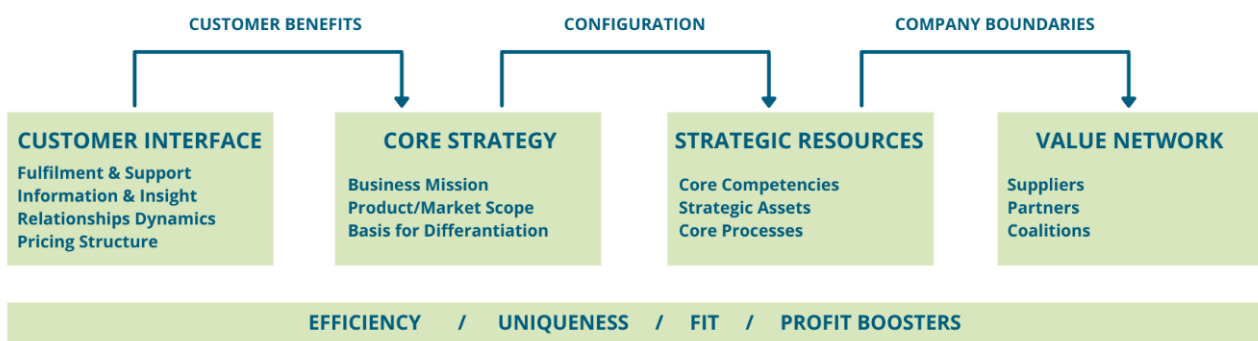 CUSTOMER BENEFITS
CONFIGURATION
COMPANY BOUNDARIES
CUSTOMER INTERFACE
Fulfilment & Support
Information & Insight
Relationships Dynamics
Pricing Structure
CORE STRATEGY
Business Mission
Product/Market Scope
Basis for Differantiation
STRATEGIC RESOURCES
Core Competencies
Strategic Assets
Core Processes
VALUE NETWORK
Suppliers
Partners
Coalitions
EFFICIENCY / UNIQUENESS / FIT / PROFIT BOOSTERS